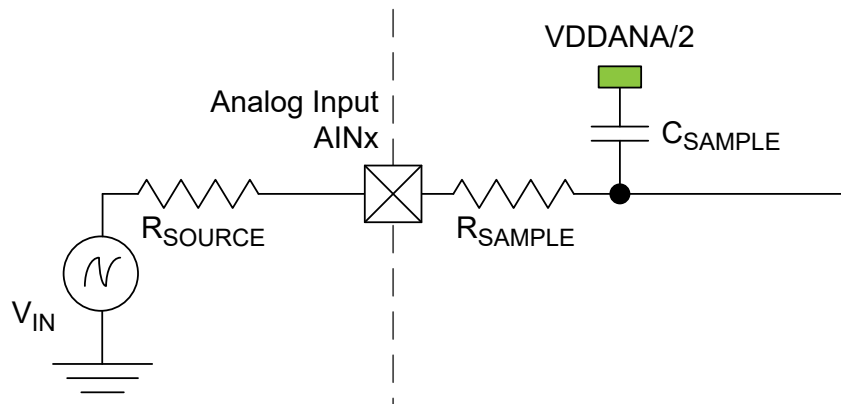 VDDANA/2
Analog Input
AINx
CSAMPLE
RSOURCE
RSAMPLE
VIN